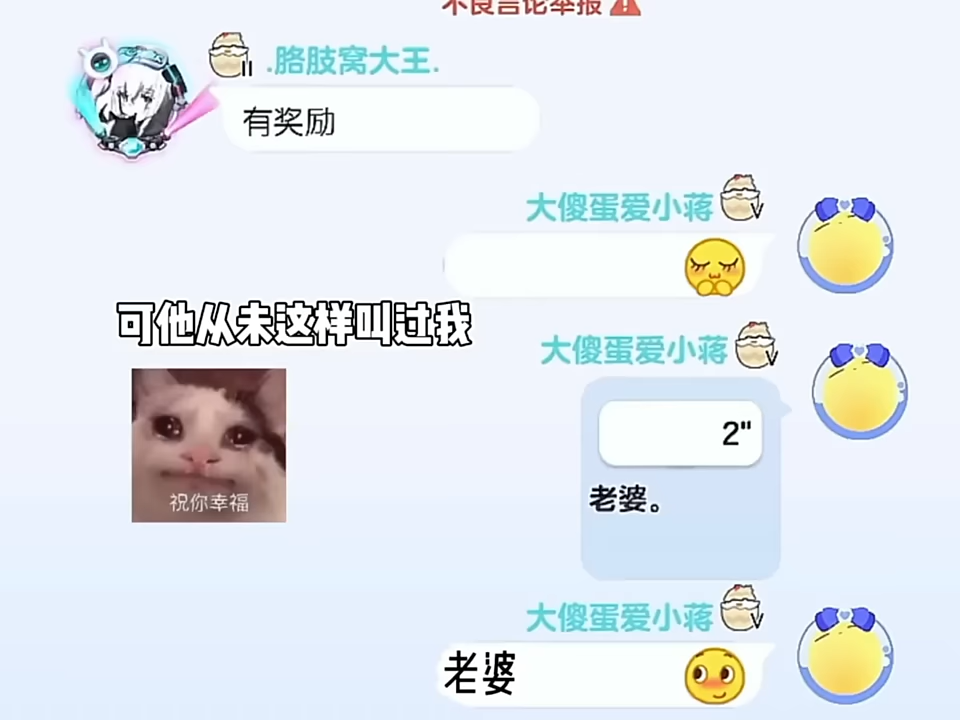 不良言论举报
.胳肢窝大王.
有奖励
大傻蛋爱小蒋
可他从未这样叫过我
大傻蛋爱小蒋
2"
老婆。
祝你幸福
大傻蛋爱小蒋
老婆